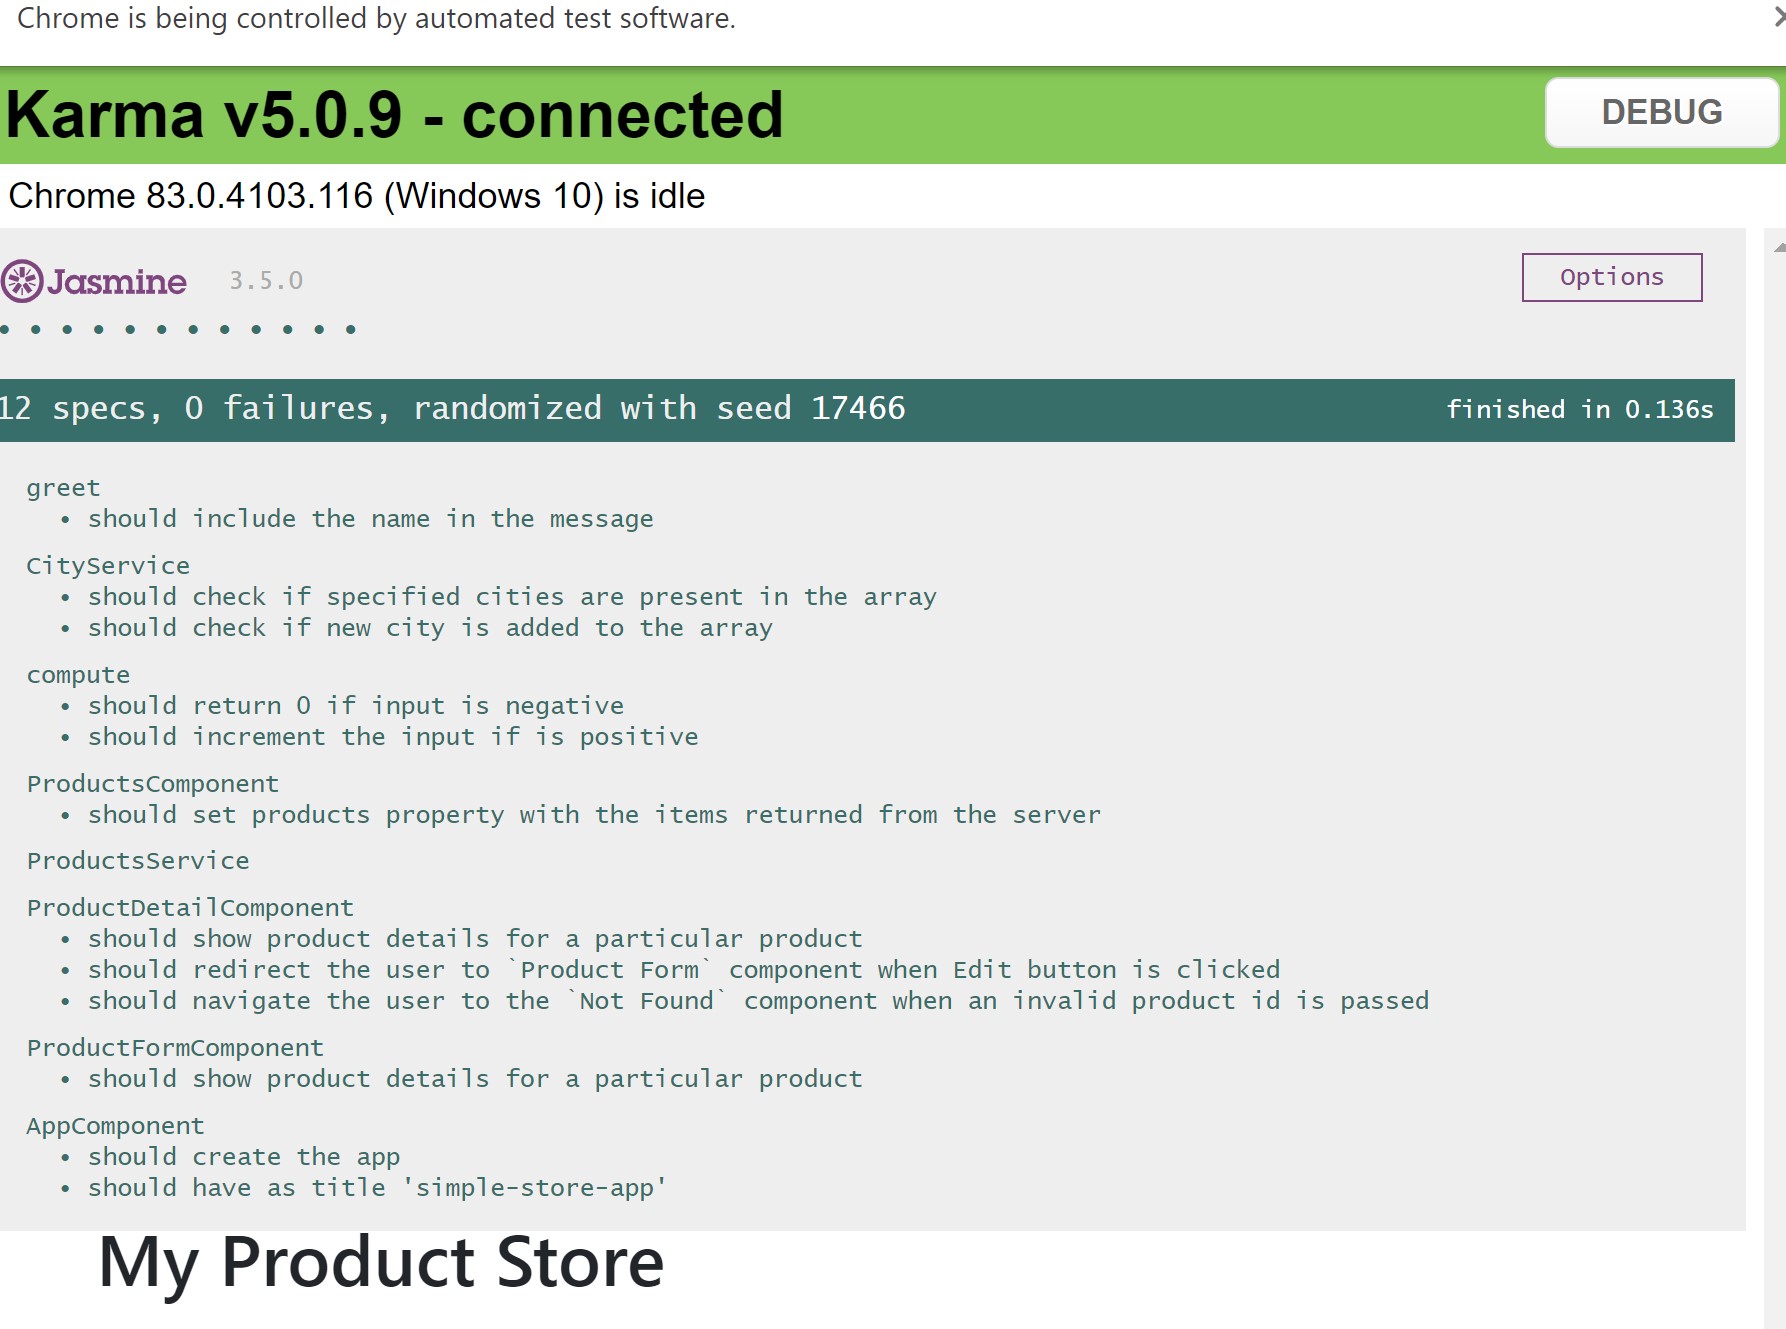 Chrome is being controlled by automated test software.
Karma v5.0.9 - connected
DEBUG
Chrome 83.0.4103.116 (Windows 10) is idle
Jasmine 3.5.0
Options
• • • • • • • • • • • •
12 specs, 0 failures, randomized with seed 17466
finished in 0.136s
greet
• should include the name in the message
CityService
• should check if specified cities are present in the array
• should check if new city is added to the array
compute
• should return 0 if input is negative
• should increment the input if is positive
ProductsComponent
• should set products property with the items returned from the server
ProductsService
ProductDetailComponent
• should show product details for a particular product
• should redirect the user to `Product Form` component when Edit button is clicked
• should navigate the user to the `Not Found` component when an invalid product id is passed
ProductFormComponent
• should show product details for a particular product
AppComponent
• should create the app
• should have as title 'simple-store-app'
My Product Store